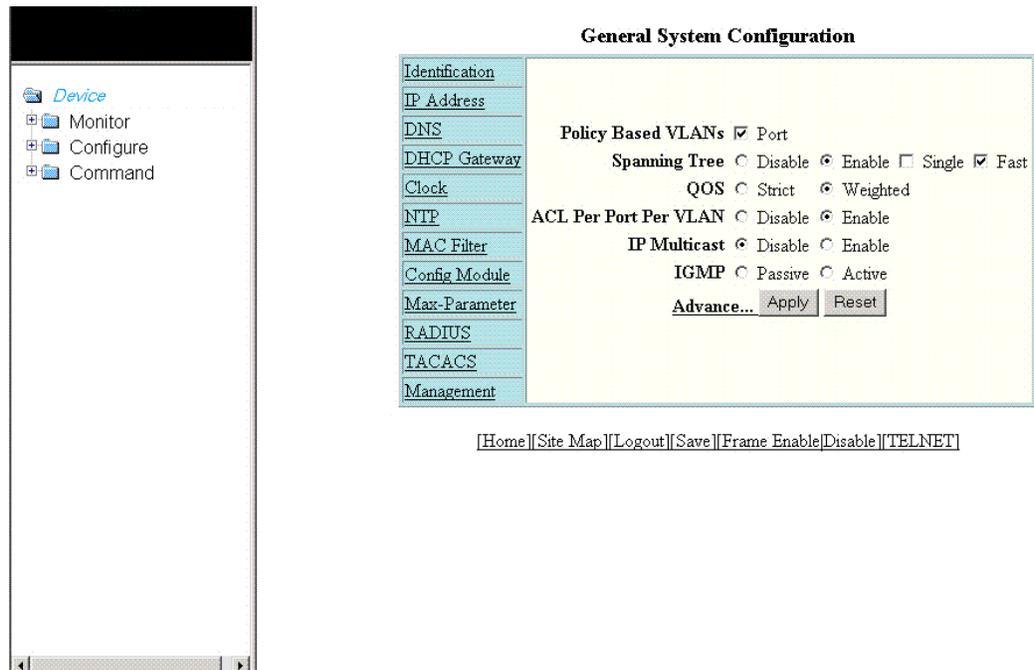 Device
Monitor
Configure
Command
General System Configuration
Identification
IP Address
DNS
DHCP Gateway
Clock
NTP
MAC Filter
Config Module
Max-Parameter
RADIUS
TACACS
Management
Policy Based VLANs Port
Spanning Tree Disable Enable Single Fast
QOS Strict Weighted
ACL Per Port Per VLAN Disable Enable
IP Multicast Disable Enable
IGMP Passive Active
Advance... Apply Reset
[Home][Site Map][Logout][Save][Frame Enable|Disable][TELNET]